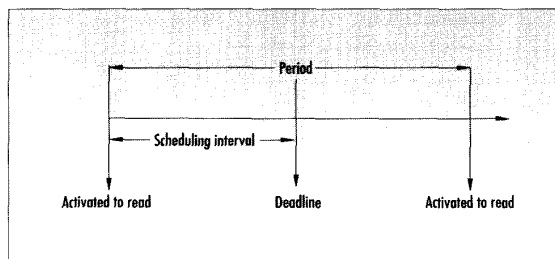 Period
Scheduling interval
Activated to read
Deadline
Activated to read